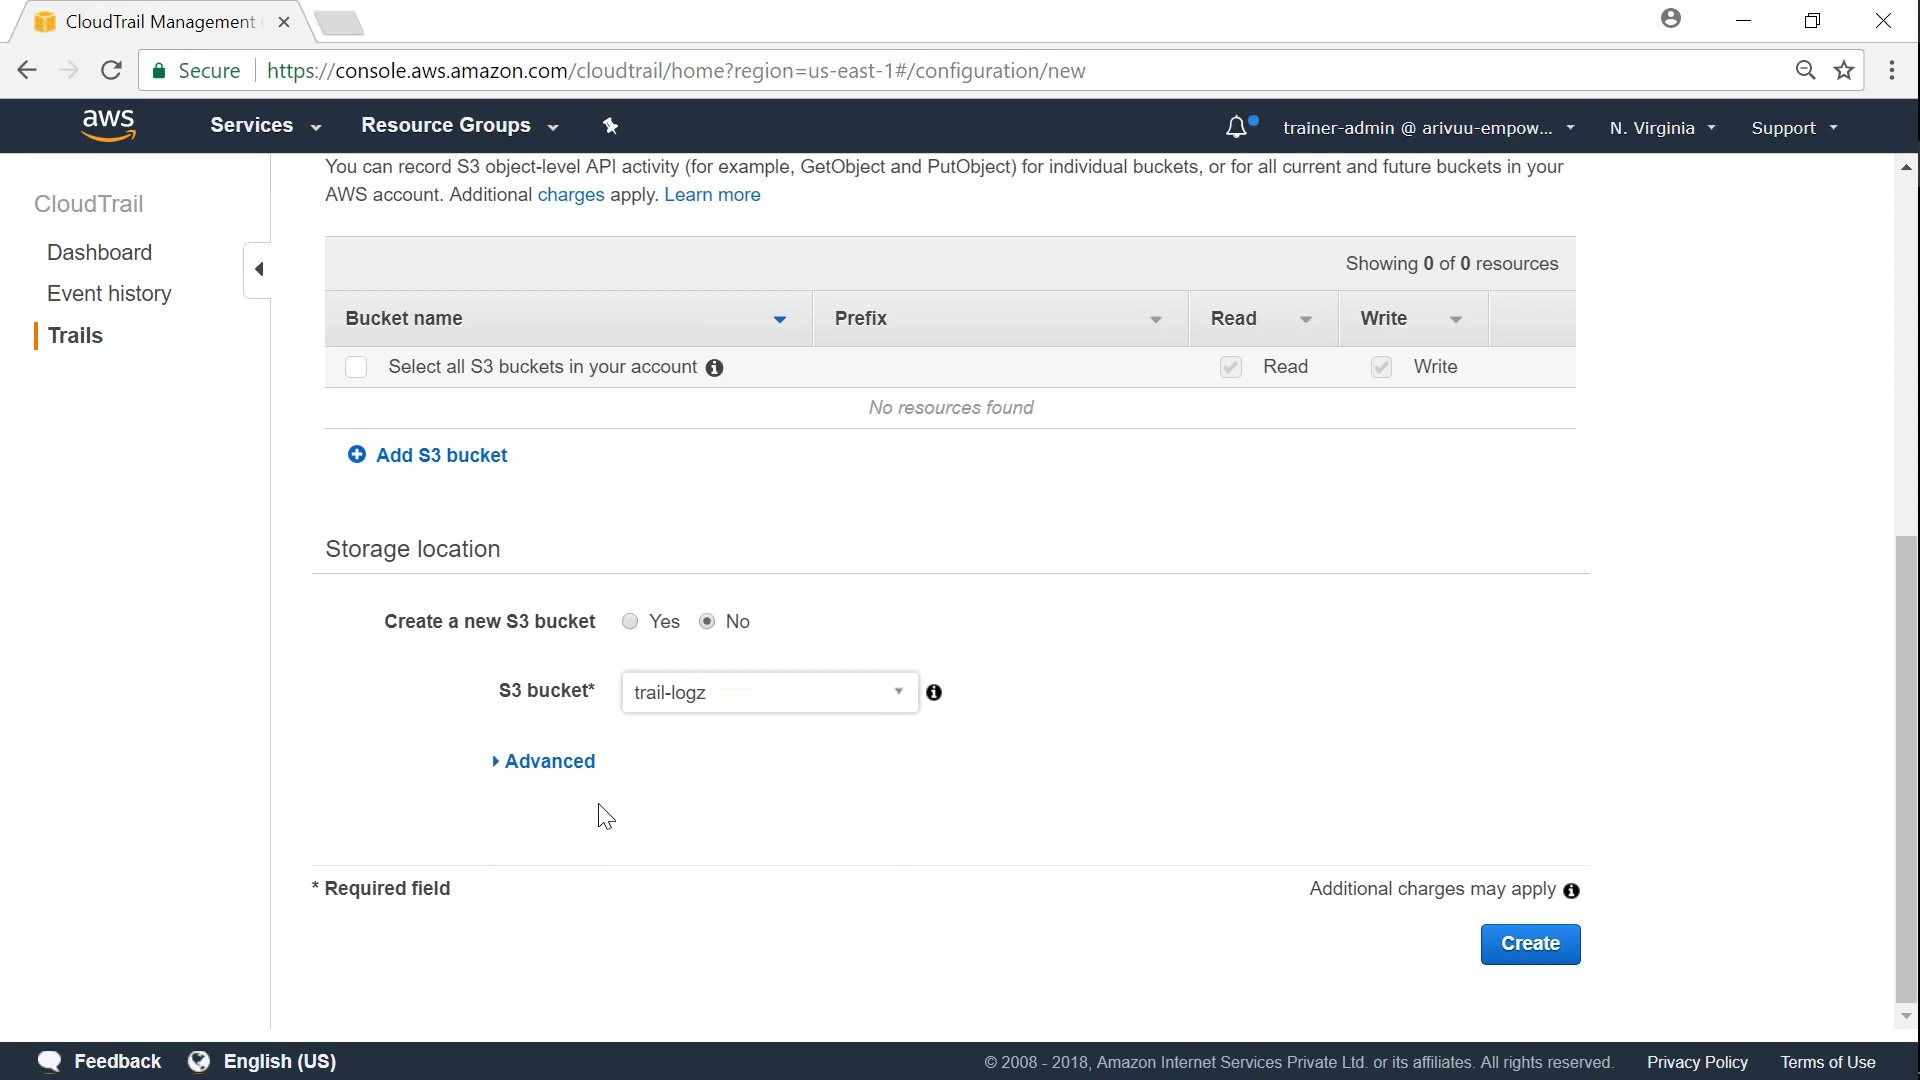 CloudTrail Management
Secure https://console.aws.amazon.com/cloudtrail/home?region=us-east-1#/configuration/new
aws Services Resource Groups trainer-admin @ arivuu-empow... N. Virginia Support
CloudTrail
Dashboard
Event history
Trails
You can record S3 object-level API activity (for example, GetObject and PutObject) for individual buckets, or for all current and future buckets in your
AWS account. Additional charges apply. Learn more
Showing 0 of 0 resources
Bucket name Prefix Read Write
Select all S3 buckets in your account Read Write
No resources found
Add S3 bucket
Storage location
Create a new S3 bucket Yes No
S3 bucket* trail-logz
Advanced
* Required field Additional charges may apply
Create
Feedback English (US) © 2008 - 2018, Amazon Internet Services Private Ltd. or its affiliates. All rights reserved. Privacy Policy Terms of Use